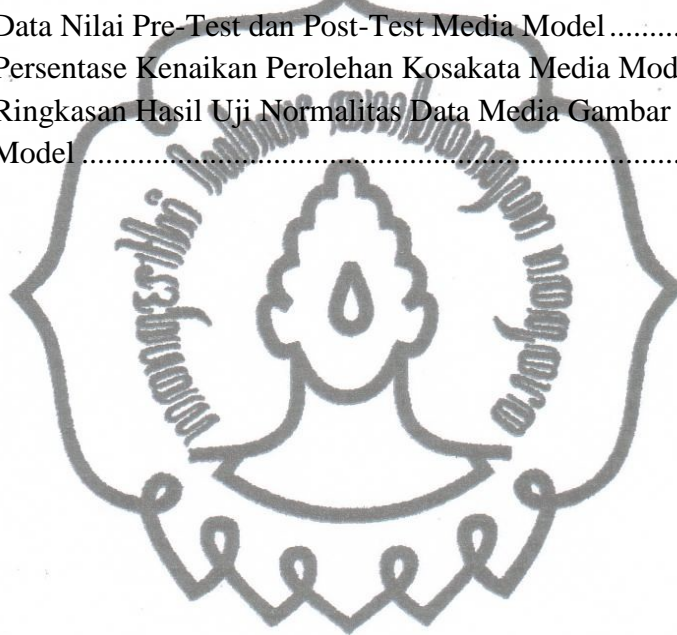 Data Nilai Pre-Test dan Post-Test Media Model ..........
Persentase Kenaikan Perolehan Kosakata Media Mod
Ringkasan Hasil Uji Normalitas Data Media Gambar
Model ..........................................................................